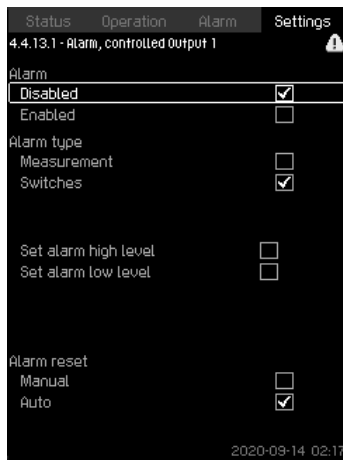 Status Operation Alarm Settings
4.4.13.1 - Alarm, controlled Output 1
Alarm
Disabled
Enabled
Alarm type
Measurement
Switches
Set alarm high level
Set alarm low level
Alarm reset
Manual
Auto
2020-09-14 02:17